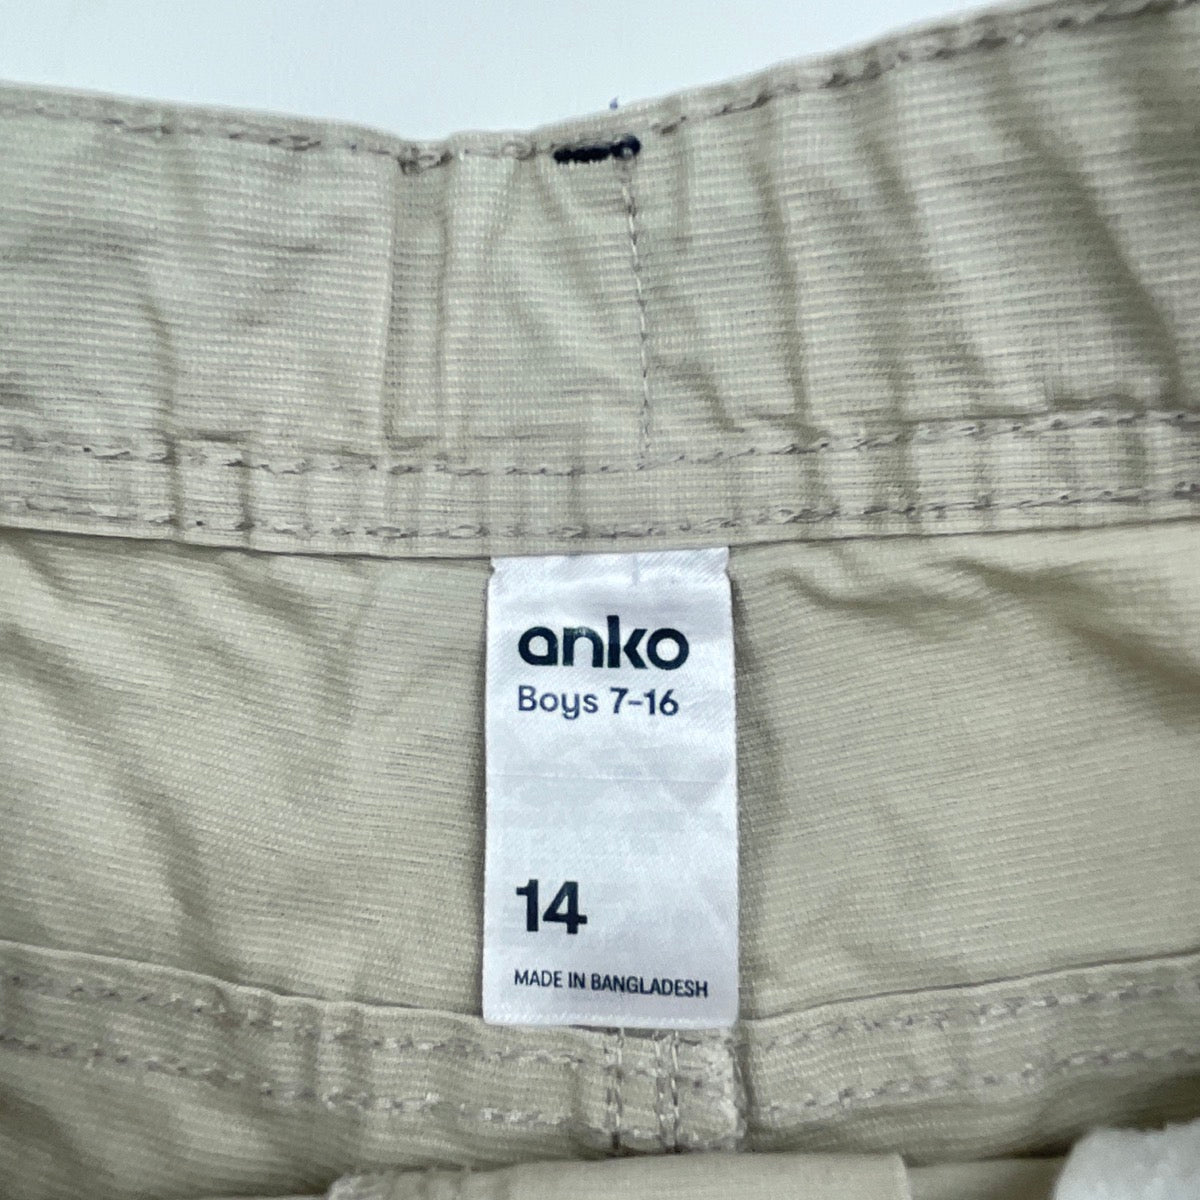 anko
Boys 7-16
14
MADE IN BANGLADESH